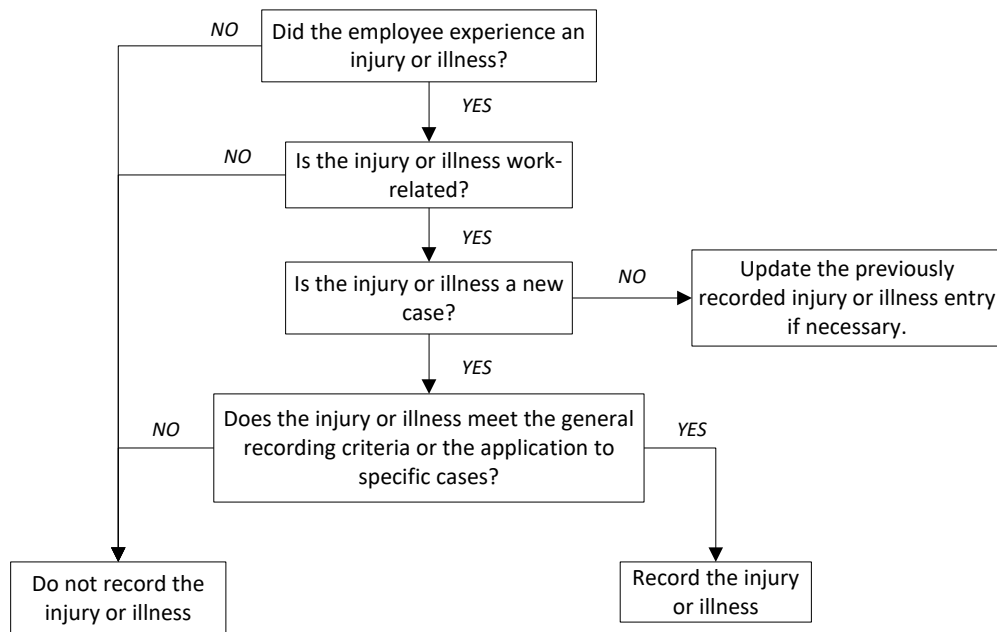 NO
Did the employee experience an
injury or illness?
YES
NO
Is the injury or illness work-
related?
YES
Is the injury or illness a new
case?
NO
Update the previously
recorded injury or illness entry
if necessary.
YES
NO
Does the injury or illness meet the general
recording criteria or the application to
specific cases?
YES
Do not record the
injury or illness
Record the injury
or illness